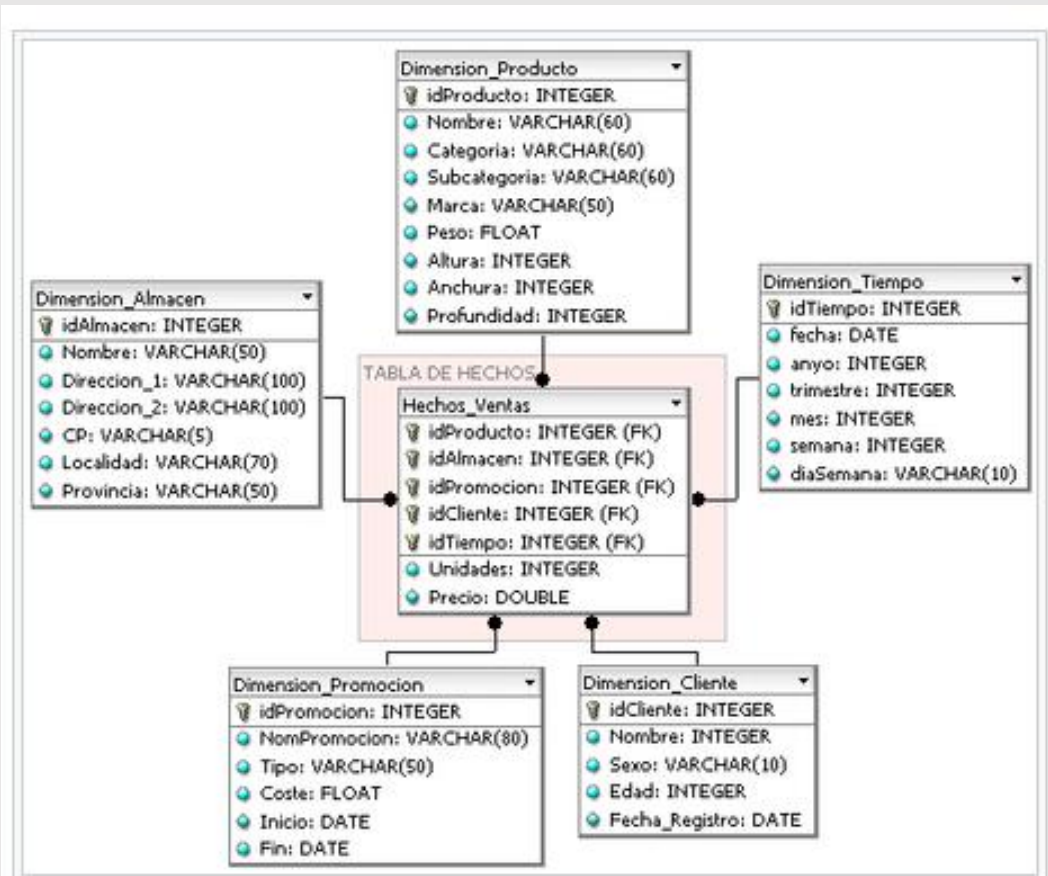 Dimension_Producto
idProducto: INTEGER
Nombre: VARCHAR(60)
Categoria: VARCHAR(60)
Subcategoria: VARCHAR(60)
Marca: VARCHAR(50)
Peso: FLOAT
Altura: INTEGER
Anchura: INTEGER
Profundidad: INTEGER
Dimension_Almacen
idAlmacen: INTEGER
Nombre: VARCHAR(50)
Direccion_1: VARCHAR(100)
Direccion_2: VARCHAR(100)
CP: VARCHAR(5)
Localidad: VARCHAR(70)
Provincia: VARCHAR(50)
TABLA DE HECHOS
Hechos_Ventas
idProducto: INTEGER (FK)
idAlmacen: INTEGER (FK)
idPromocion: INTEGER (FK)
idCliente: INTEGER (FK)
idTiempo: INTEGER (FK)
Unidades: INTEGER
Precio: DOUBLE
Dimension_Tiempo
idTiempo: INTEGER
fecha: DATE
anyo: INTEGER
trimestre: INTEGER
mes: INTEGER
semana: INTEGER
diaSemana: VARCHAR(10)
Dimension_Promocion
idPromocion: INTEGER
NomPromocion: VARCHAR(80)
Tipo: VARCHAR(50)
Coste: FLOAT
Inicio: DATE
Fin: DATE
Dimension_Cliente
idCliente: INTEGER
Nombre: INTEGER
Sexo: VARCHAR(10)
Edad: INTEGER
Fecha_Registro: DATE